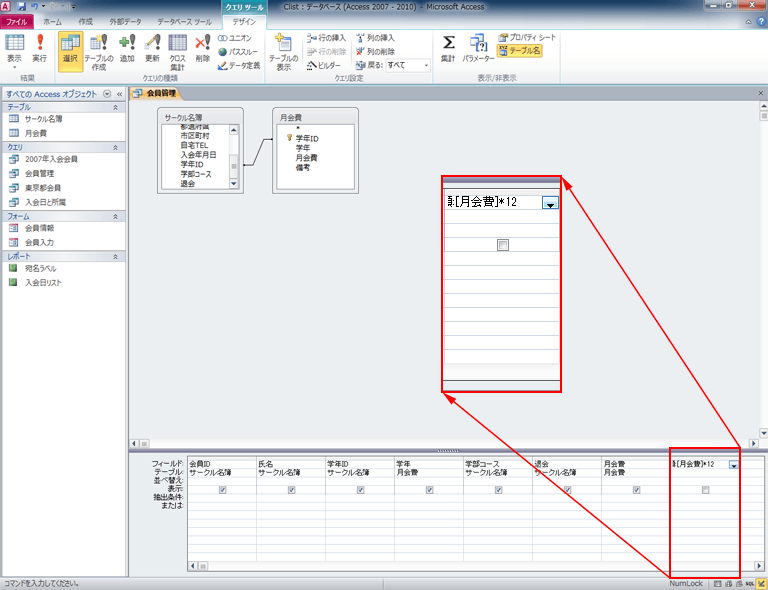 クエリ ツール
Clist : データベース (Access 2007 - 2010) - Microsoft Access
ファイル ホーム 作成 外部データ データベース ツール デザイン
表示 実行 選択 テーブルの作成 追加 更新 クロス集計 削除
ユニオン
パススルー
データ定義
テーブルの表示
行の挿入
行の削除
ビルダー
列の挿入
列の削除
戻る: すべて
集計 パラメーター
プロパティ シート
テーブル名
結果 クエリの種類 クエリ設定 表示/非表示
すべての Access オブジェクト
テーブル
サークル名簿
月会費
クエリ
2007年入会会員
会員管理
東京都会員
入会日と所属
フォーム
会員情報
会員入力
レポート
宛名ラベル
入会日リスト
会員管理
サークル名簿
都道府県
市区町村
自宅TEL
入会年月日
学年ID
学部コース
退会
月会費
*
学年ID
学年
月会費
備考
[月会費]*12
フィールド: 会員ID 氏名 学年ID 学年 学部コース 退会 月会費 [月会費]*12
テーブル: サークル名簿 サークル名簿 サークル名簿 月会費 サークル名簿 サークル名簿 月会費
並べ替え:
表示:
抽出条件:
または:
コマンドを入力してください。
NumLock
SQL